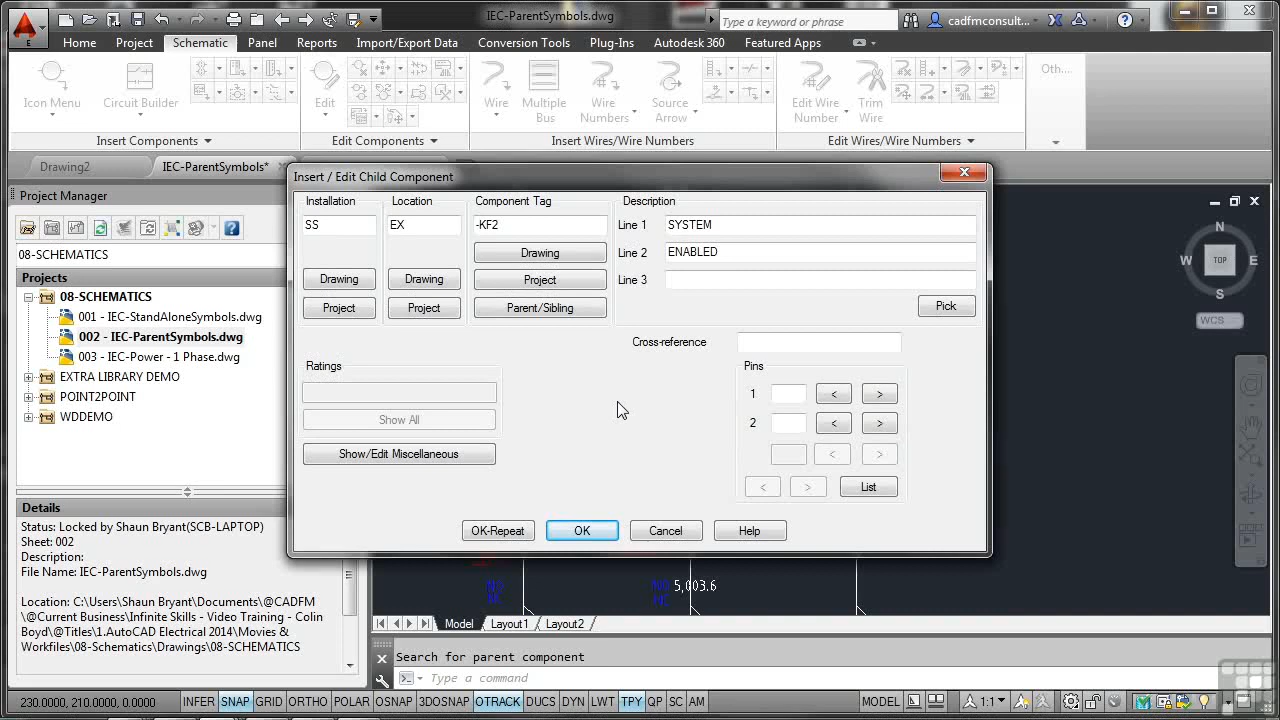 IEC-ParentSymbols.dwg
Type a keyword or phrase
cadfmconsult...
E
Home Project Schematic Panel Reports Import/Export Data Conversion Tools Plug-Ins Autodesk 360 Featured Apps
Icon Menu Circuit Builder Edit Wire Multiple Bus Wire Numbers Source Arrow Edit Wire Number Trim Wire Oth...
Insert Components Edit Components Insert Wires/Wire Numbers Edit Wires/Wire Numbers
Drawing2 IEC-ParentSymbols*
Project Manager
08-SCHEMATICS
Projects
08-SCHEMATICS
001 - IEC-StandAloneSymbols.dwg
002 - IEC-ParentSymbols.dwg
003 - IEC-Power - 1 Phase.dwg
EXTRA LIBRARY DEMO
POINT2POINT
WDDEMO
Details
Status: Locked by Shaun Bryant(SCB-LAPTOP)
Sheet: 002
Description:
File Name: IEC-ParentSymbols.dwg
Location: C:\Users\Shaun Bryant\Documents\@CADFM
\@Current Business\Infinite Skills - Video Training - Colin
Boyd\@Titles\1.AutoCAD Electrical 2014\Movies &
Workfiles\08-Schematics\Drawings\08-SCHEMATICS
Insert / Edit Child Component
Installation Location Component Tag Description
SS EX -KF2 Line 1 SYSTEM
Drawing Line 2 ENABLED
Drawing Drawing Project Line 3
Project Project Parent/Sibling Pick
Cross-reference
Ratings Pins
1 < >
Show All 2 < >
Show/Edit Miscellaneous < >
< > List
OK-Repeat OK Cancel Help
N
W TOP E
S
WCS
NO NO 5,003.6
NC NC
Model Layout1 Layout2
Search for parent component
Type a command
230.0000, 210.0000, 0.0000 INFER SNAP GRID ORTHO POLAR OSNAP 3DOSNAP OTRACK DUCS DYN LWT TPY QP SC AM MODEL 1:1